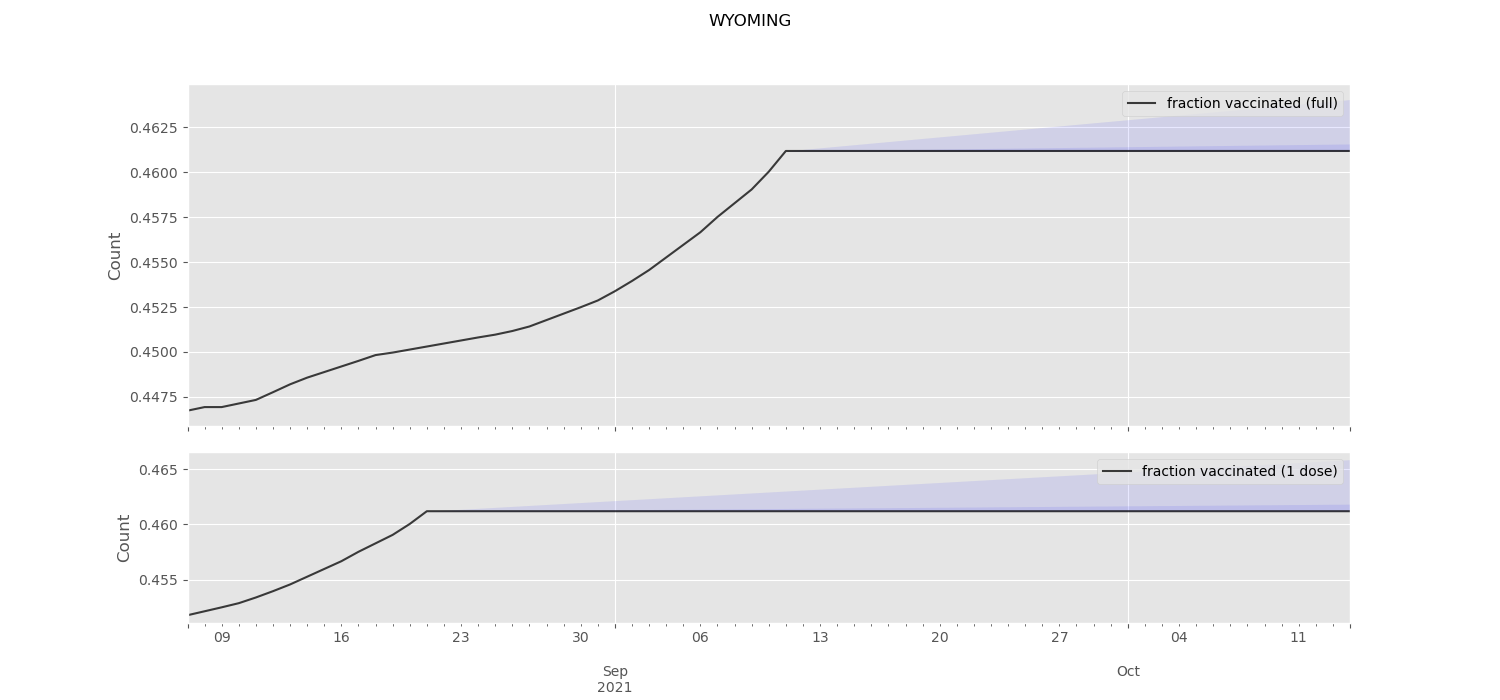 WYOMING
fraction vaccinated (full)
0.4625
0.4600
0.4575
0.4550
0.4525
0.4500
0.4475
Count
fraction vaccinated (1 dose)
0.465
0.460
0.455
Count
09 16 23 30 06 13 20 27 04 11
Sep Oct
2021